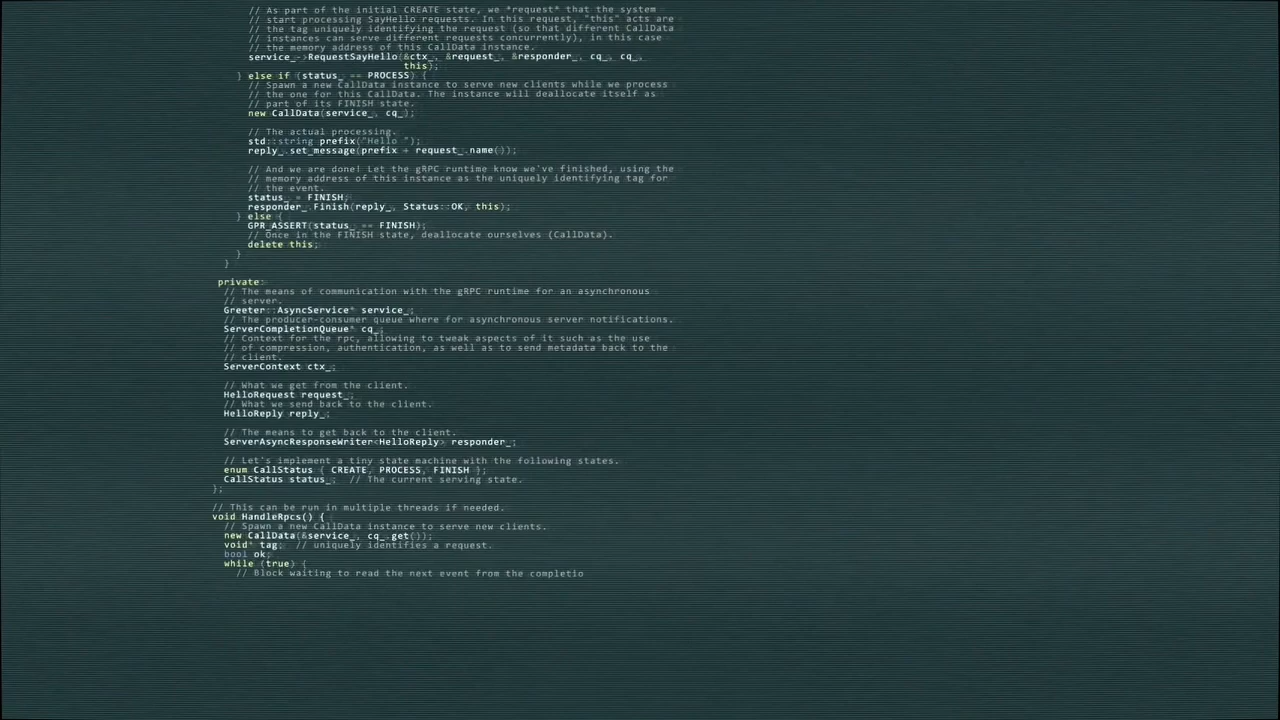 // As part of the initial CREATE state, we *request* that the system
// start processing SayHello requests. In this request, "this" acts are
// the tag uniquely identifying the request (so that different CallData
// instances can serve different requests concurrently), in this case
// the memory address of this CallData instance.
service_->RequestSayHello(&ctx_, &request_, &responder_, cq_, cq_,
this);
} else if (status_ == PROCESS) {
// Spawn a new CallData instance to serve new clients while we process
// the one for this CallData. The instance will deallocate itself as
// part of its FINISH state.
new CallData(service_, cq_);
// The actual processing.
std::string prefix("Hello ");
reply_.set_message(prefix + request_.name());
// And we are done! Let the gRPC runtime know we've finished, using the
// memory address of this instance as the uniquely identifying tag for
// the event.
status_ = FINISH;
responder_.Finish(reply_, Status::OK, this);
} else {
GPR_ASSERT(status_ == FINISH);
// Once in the FINISH state, deallocate ourselves (CallData).
delete this;
}
}
private:
// The means of communication with the gRPC runtime for an asynchronous
// server.
Greeter::AsyncService* service_;
// The producer-consumer queue where for asynchronous server notifications.
ServerCompletionQueue* cq_;
// Context for the rpc, allowing to tweak aspects of it such as the use
// of compression, authentication, as well as to send metadata back to the
// client.
ServerContext ctx_;
// What we get from the client.
HelloRequest request_;
// What we send back to the client.
HelloReply reply_;
// The means to get back to the client.
ServerAsyncResponseWriter<HelloReply> responder_;
// Let's implement a tiny state machine with the following states.
enum CallStatus { CREATE, PROCESS, FINISH };
CallStatus status_;  // The current serving state.
};
// This can be run in multiple threads if needed.
void HandleRpcs() {
// Spawn a new CallData instance to serve new clients.
new CallData(&service_, cq_.get());
void* tag;  // uniquely identifies a request.
bool ok;
while (true) {
// Block waiting to read the next event from the completio